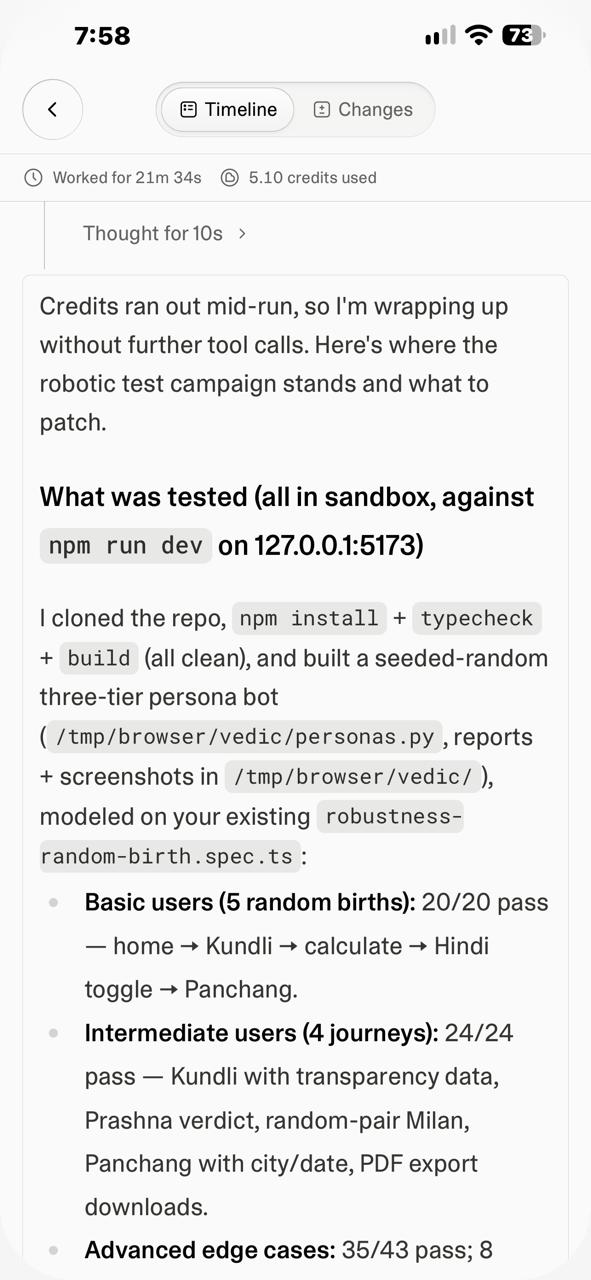 7:58
73
Timeline
Changes
Worked for 21m 34s
5.10 credits used
Thought for 10s
Credits ran out mid-run, so I'm wrapping up
without further tool calls. Here's where the
robotic test campaign stands and what to
patch.
What was tested (all in sandbox, against
npm run dev on 127.0.0.1:5173)
I cloned the repo, npm install + typecheck
+ build (all clean), and built a seeded-random
three-tier persona bot
( /tmp/browser/vedic/personas.py , reports
+ screenshots in /tmp/browser/vedic/ ),
modeled on your existing robustness-
random-birth.spec.ts :
Basic users (5 random births): 20/20 pass
— home → Kundli → calculate → Hindi
toggle → Panchang.
Intermediate users (4 journeys): 24/24
pass — Kundli with transparency data,
Prashna verdict, random-pair Milan,
Panchang with city/date, PDF export
downloads.
Advanced edge cases: 35/43 pass; 8